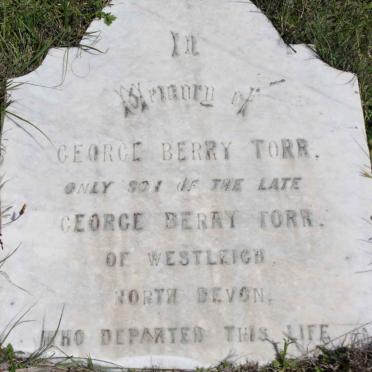 In
Memory of
GEORGE BERRY TORR.
ONLY SON OF THE LATE
GEORGE BERRY TORR.
OF WESTLEIGH.
NORTH DEVON.
WHO DEPARTED THIS LIFE